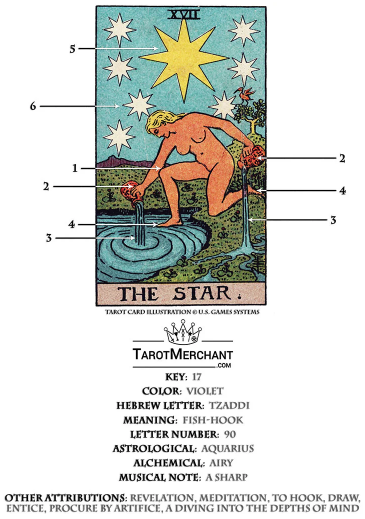 XVII
5
6
1
2
2
4
4
3
3
THE STAR.
TAROT CARD ILLUSTRATION © U.S. GAMES SYSTEMS
TAROTMERCHANT
.COM
KEY: 17
COLOR: VIOLET
HEBREW LETTER: TZADDI
MEANING: FISH-HOOK
LETTER NUMBER: 90
ASTROLOGICAL: AQUARIUS
ALCHEMICAL: AIRY
MUSICAL NOTE: A SHARP
OTHER ATTRIBUTIONS: REVELATION, MEDITATION, TO HOOK, DRAW,
ENTICE, PROCURE BY ARTIFICE, A DIVING INTO THE DEPTHS OF MIND